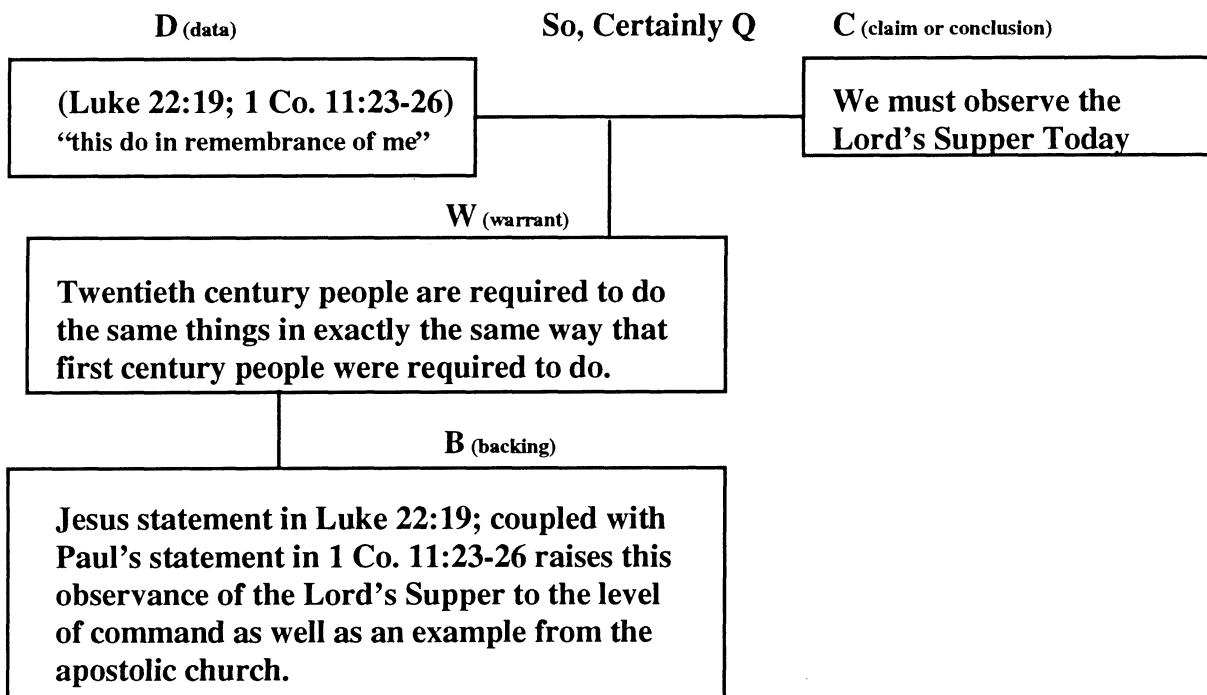 D (data)
So, Certainly Q
C (claim or conclusion)
(Luke 22:19; 1 Co. 11:23-26)
“this do in remembrance of me”
We must observe the
Lord’s Supper Today
W (warrant)
Twentieth century people are required to do
the same things in exactly the same way that
first century people were required to do.
B (backing)
Jesus statement in Luke 22:19; coupled with
Paul’s statement in 1 Co. 11:23-26 raises this
observance of the Lord’s Supper to the level
of command as well as an example from the
apostolic church.